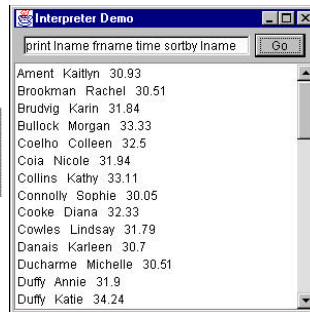 Interpreter Demo
print lname frname time sortby lname
Go
Ament Kaitlyn 30.93
Brookman Rachel 30.51
Brudvig Karin 31.84
Bullock Morgan 33.33
Coelho Colleen 32.5
Coia Nicole 31.94
Collins Kathy 33.11
Connolly Sophie 30.05
Cooke Diana 32.33
Cowles Lindsay 31.79
Danais Karleen 30.7
Ducharme Michelle 30.51
Duffy Annie 31.9
Duffy Katie 34.24